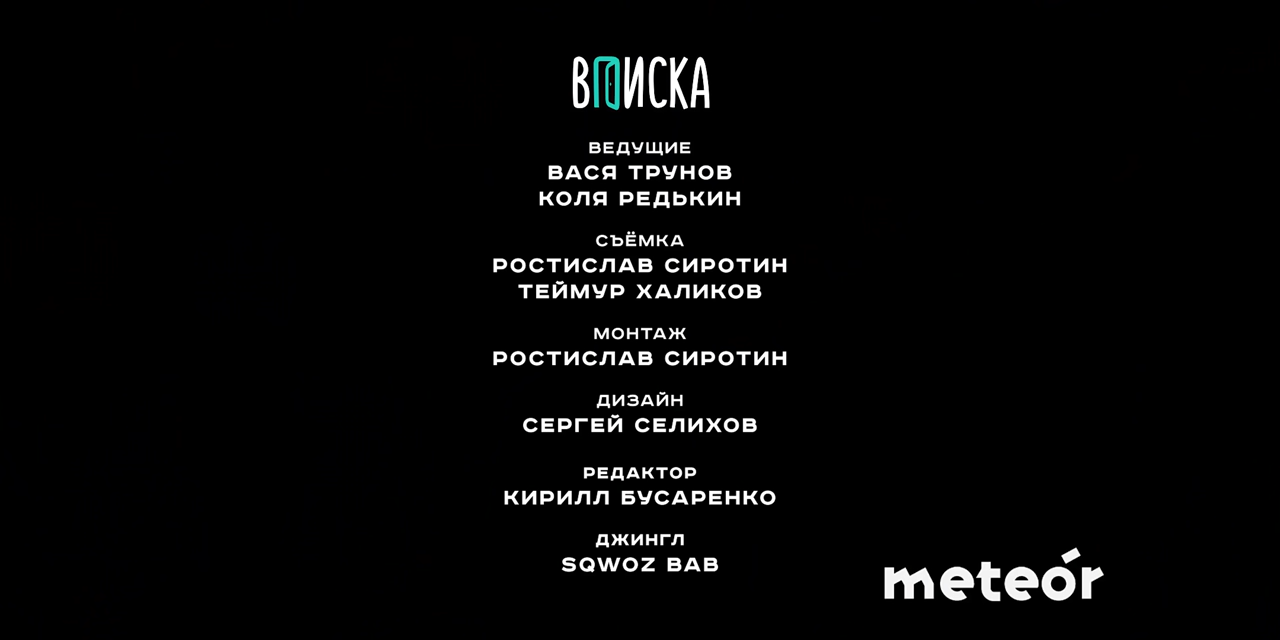 ВПИСКА
ВЕДУЩИЕ
ВАСЯ ТРУНОВ
КОЛЯ РЕДЬКИН
СЪЁМКА
РОСТИСЛАВ СИРОТИН
ТЕЙМУР ХАЛИКОВ
МОНТАЖ
РОСТИСЛАВ СИРОТИН
ДИЗАЙН
СЕРГЕЙ СЕЛИХОВ
РЕДАКТОР
КИРИЛЛ БУСАРЕНКО
ДЖИНГЛ
SQWOZ BAB
meteór